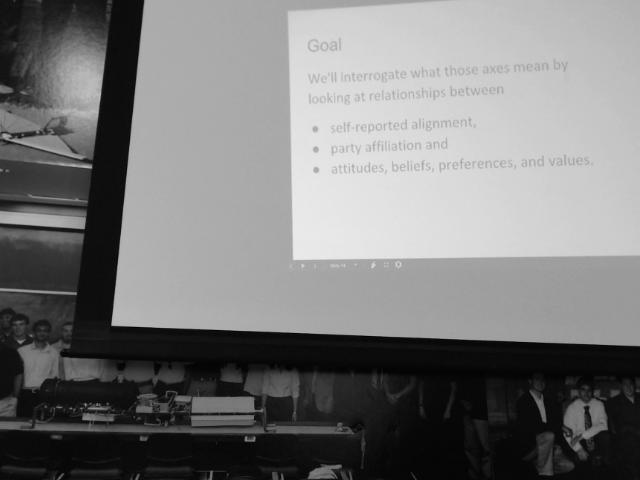 Goal
We'll interrogate what those axes mean by
looking at relationships between
● self-reported alignment,
● party affiliation and
● attitudes, beliefs, preferences, and values.